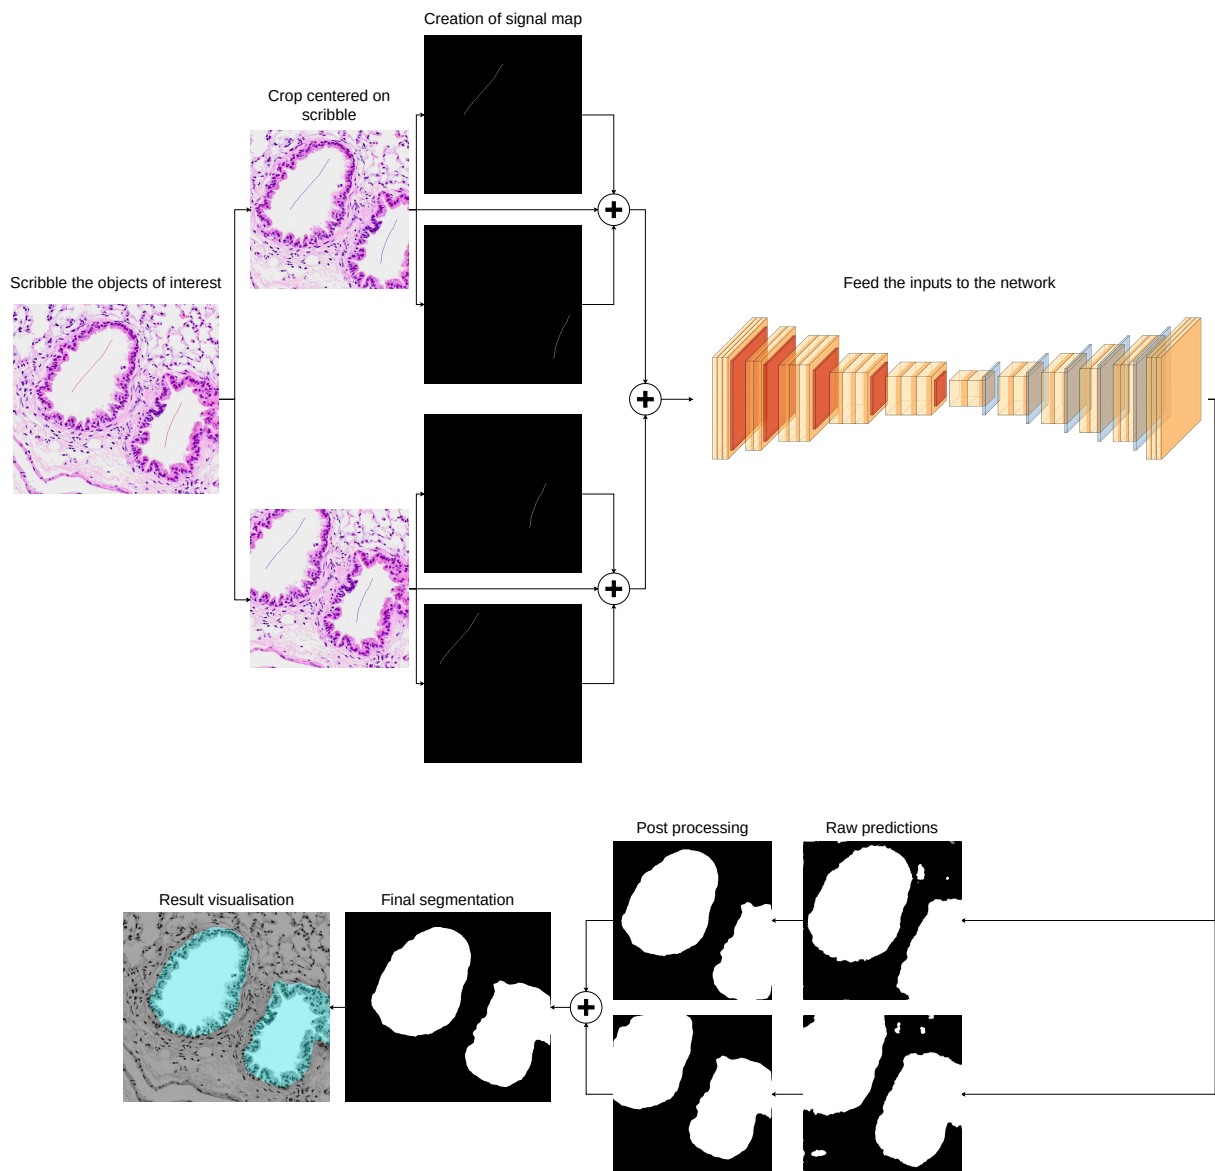 Creation of signal map
Crop centered on
scribble
Scribble the objects of interest
Feed the inputs to the network
Post processing
Raw predictions
Result visualisation
Final segmentation